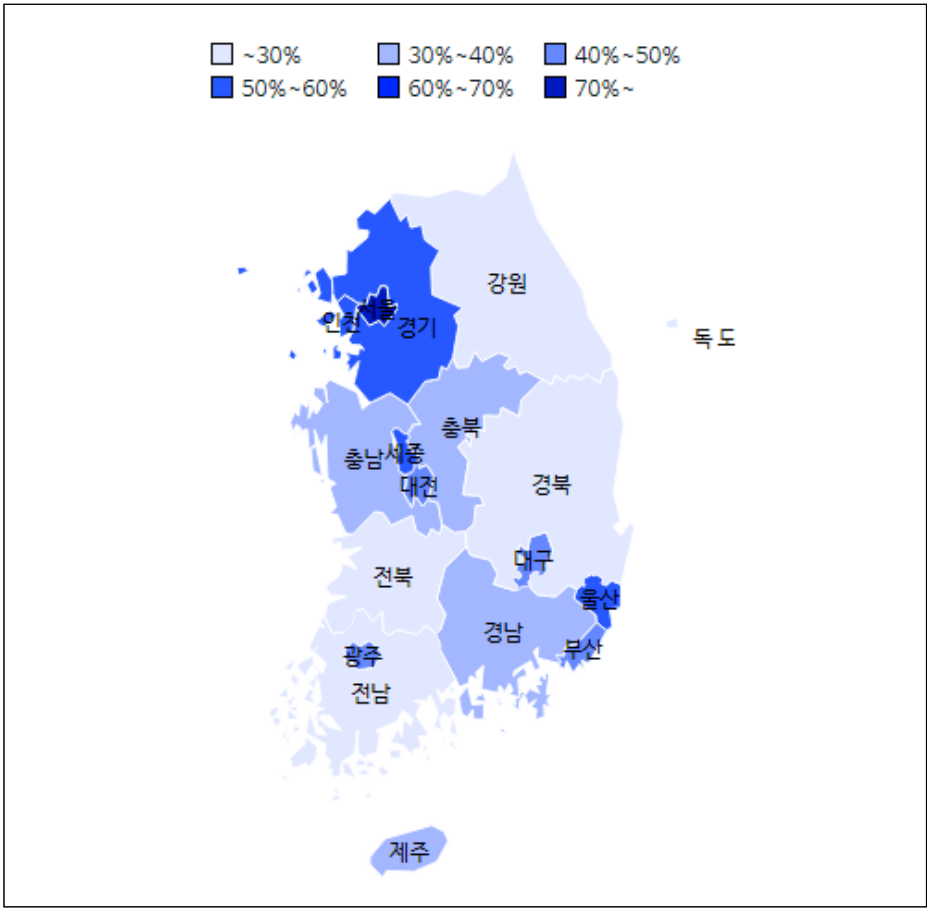 ~30% 30%~40% 40%~50%
50%~60% 60%~70% 70%~
강원
서울
인천
경기
독도
충북
세종
충남
대전
경북
대구
전북
울산
경남
부산
광주
전남
제주